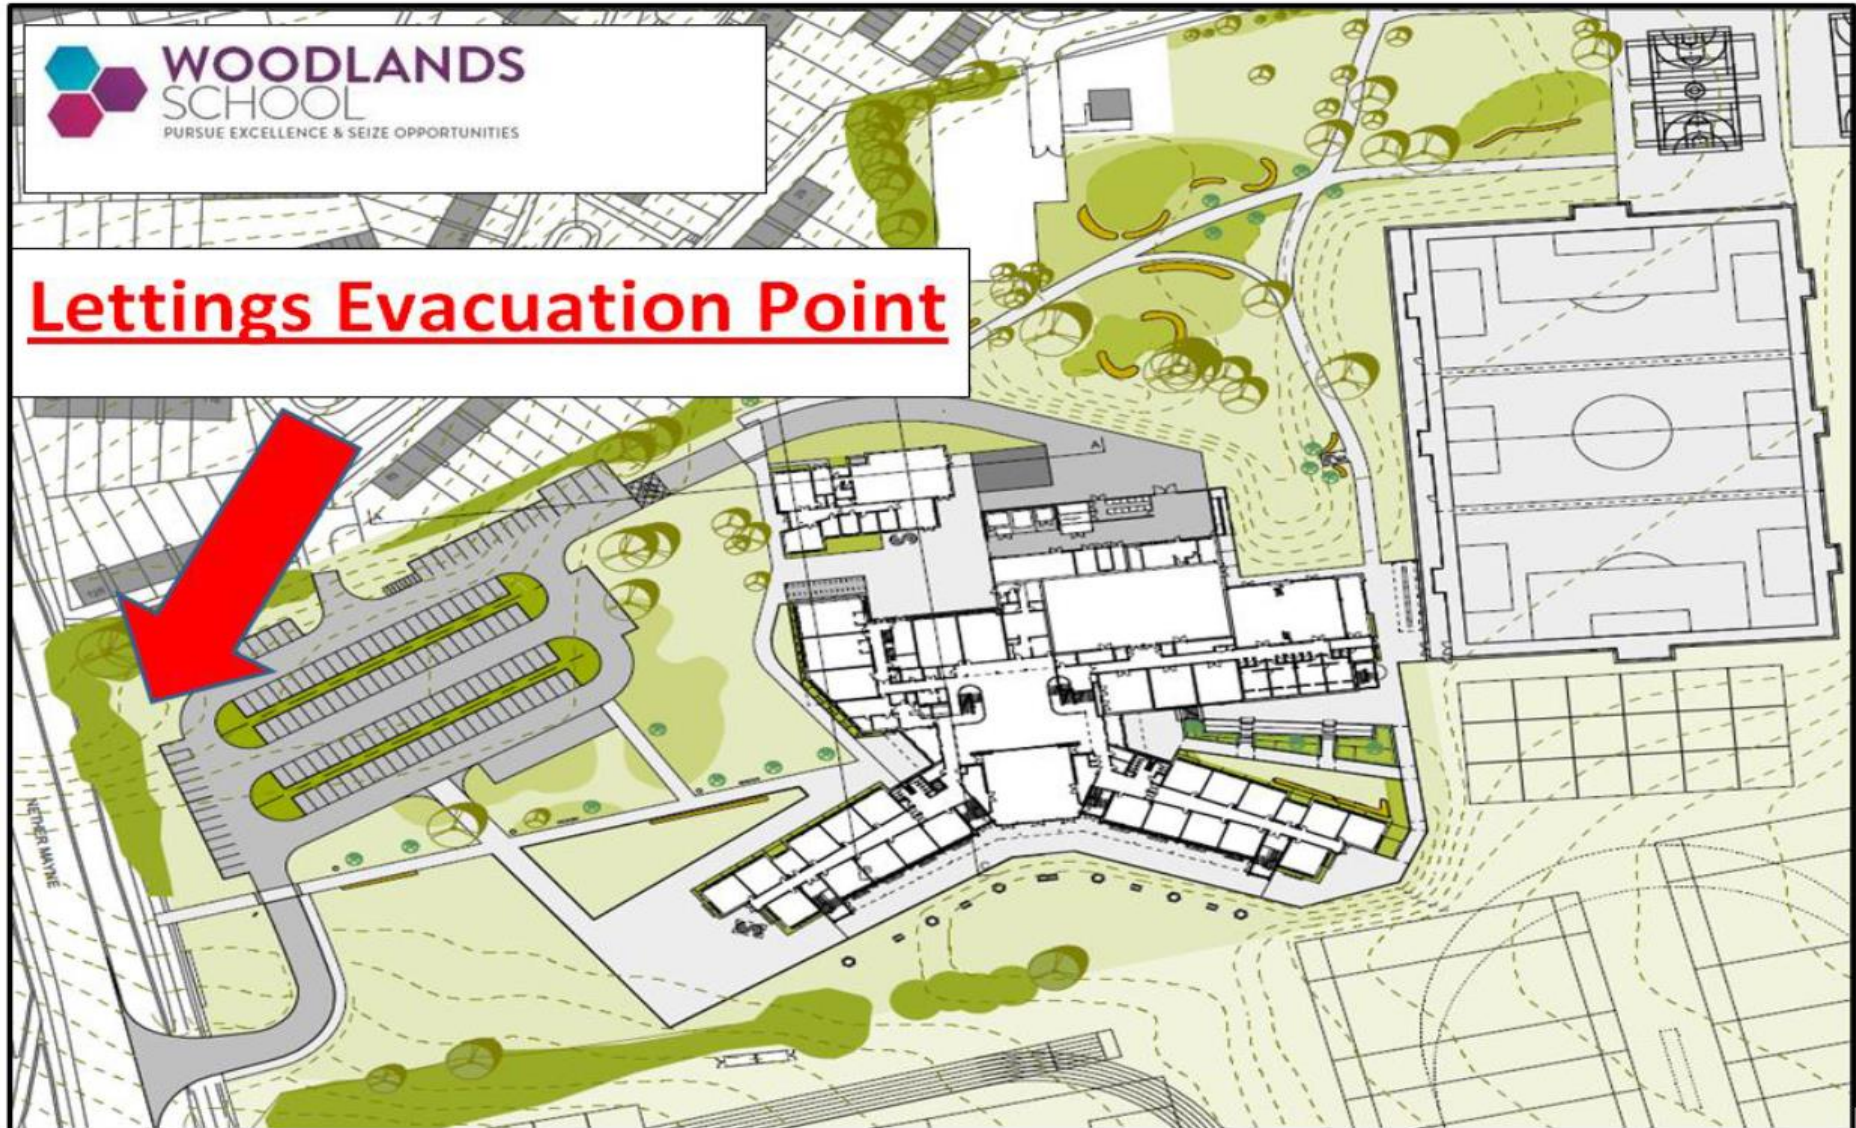 WOODLANDS
SCHOOL
PURSUE EXCELLENCE & SEIZE OPPORTUNITIES
Lettings Evacuation Point
A
NETHER MAYNE